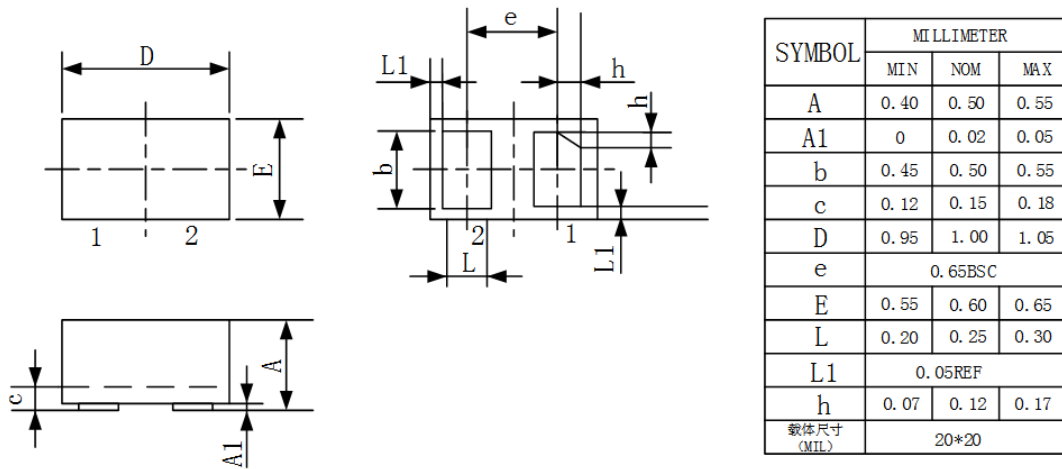 D
E
1 2
e
L1
h
h
b
2 1
L
L1
A
c
A1
SYMBOL MILLIMETER
MIN NOM MAX
A 0.40 0.50 0.55
A1 0 0.02 0.05
b 0.45 0.50 0.55
c 0.12 0.15 0.18
D 0.95 1.00 1.05
e 0.65BSC
E 0.55 0.60 0.65
L 0.20 0.25 0.30
L1 0.05REF
h 0.07 0.12 0.17
载体尺寸
(MIL) 20*20